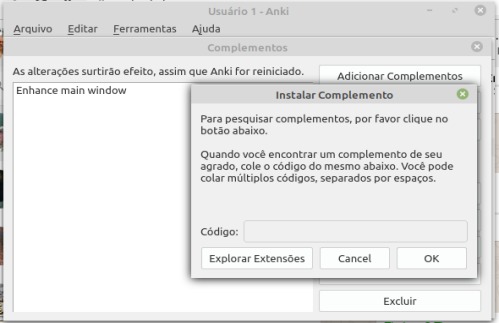 Usuário 1 - Anki
Arquivo Editar Ferramentas Ajuda
Complementos
As alterações surtirão efeito, assim que Anki for reiniciado.
Adicionar Complementos
Enhance main window
Instalar Complemento
Para pesquisar complementos, por favor clique no
botão abaixo.
Quando você encontrar um complemento de seu
agrado, cole o código do mesmo abaixo. Você pode
colar múltiplos códigos, separados por espaços.
Código:
Explorar Extensões Cancel OK
Excluir